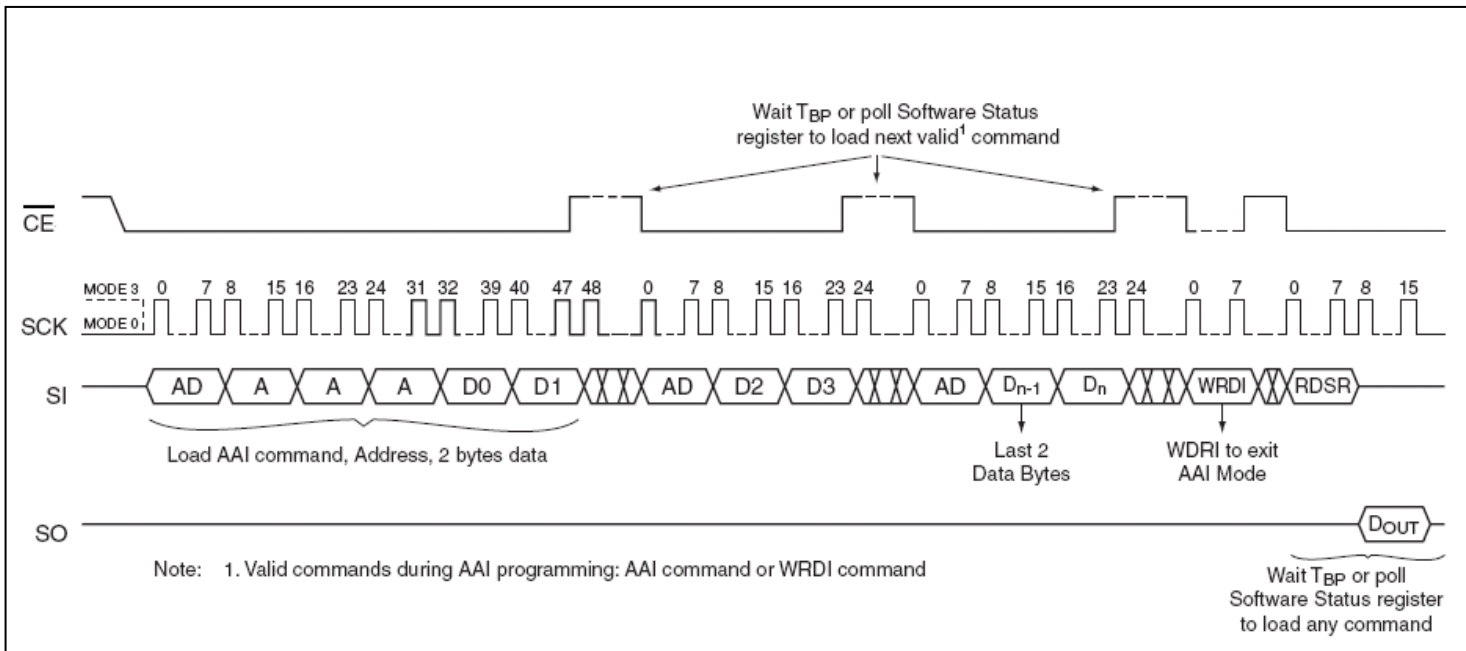 Wait TBP or poll Software Status
register to load next valid1 command
CE
MODE 3
0 7 8 15 16 23 24 31 32 39 40 47 48 0 7 8 15 16 23 24 0 7 8 15 16 23 24 0 7 0 7 8 15
SCK
MODE 0
SI
AD A A A D0 D1 AD D2 D3 AD Dn-1 Dn WRDI RDSR
Load AAI command, Address, 2 bytes data
Last 2
Data Bytes
WDRI to exit
AAI Mode
SO
DOUT
Note: 1. Valid commands during AAI programming: AAI command or WRDI command
Wait TBP or poll
Software Status register
to load any command